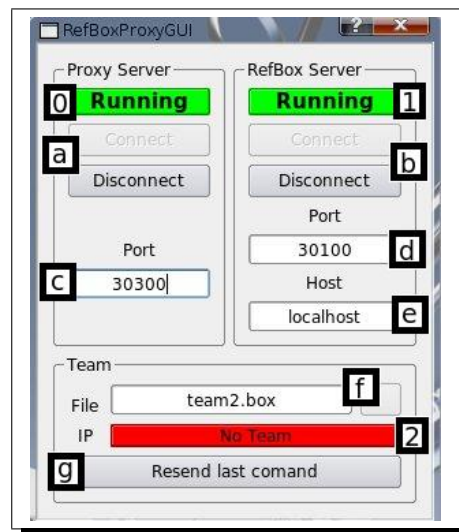 RefBoxProxyGUI
Proxy Server
RefBox Server
0 Running
Running 1
a Connect
Connect b
Disconnect
Disconnect
Port
Port
30100 d
c 30300
Host
localhost e
Team
f
File team2.box
IP No Team 2
g Resend last comand